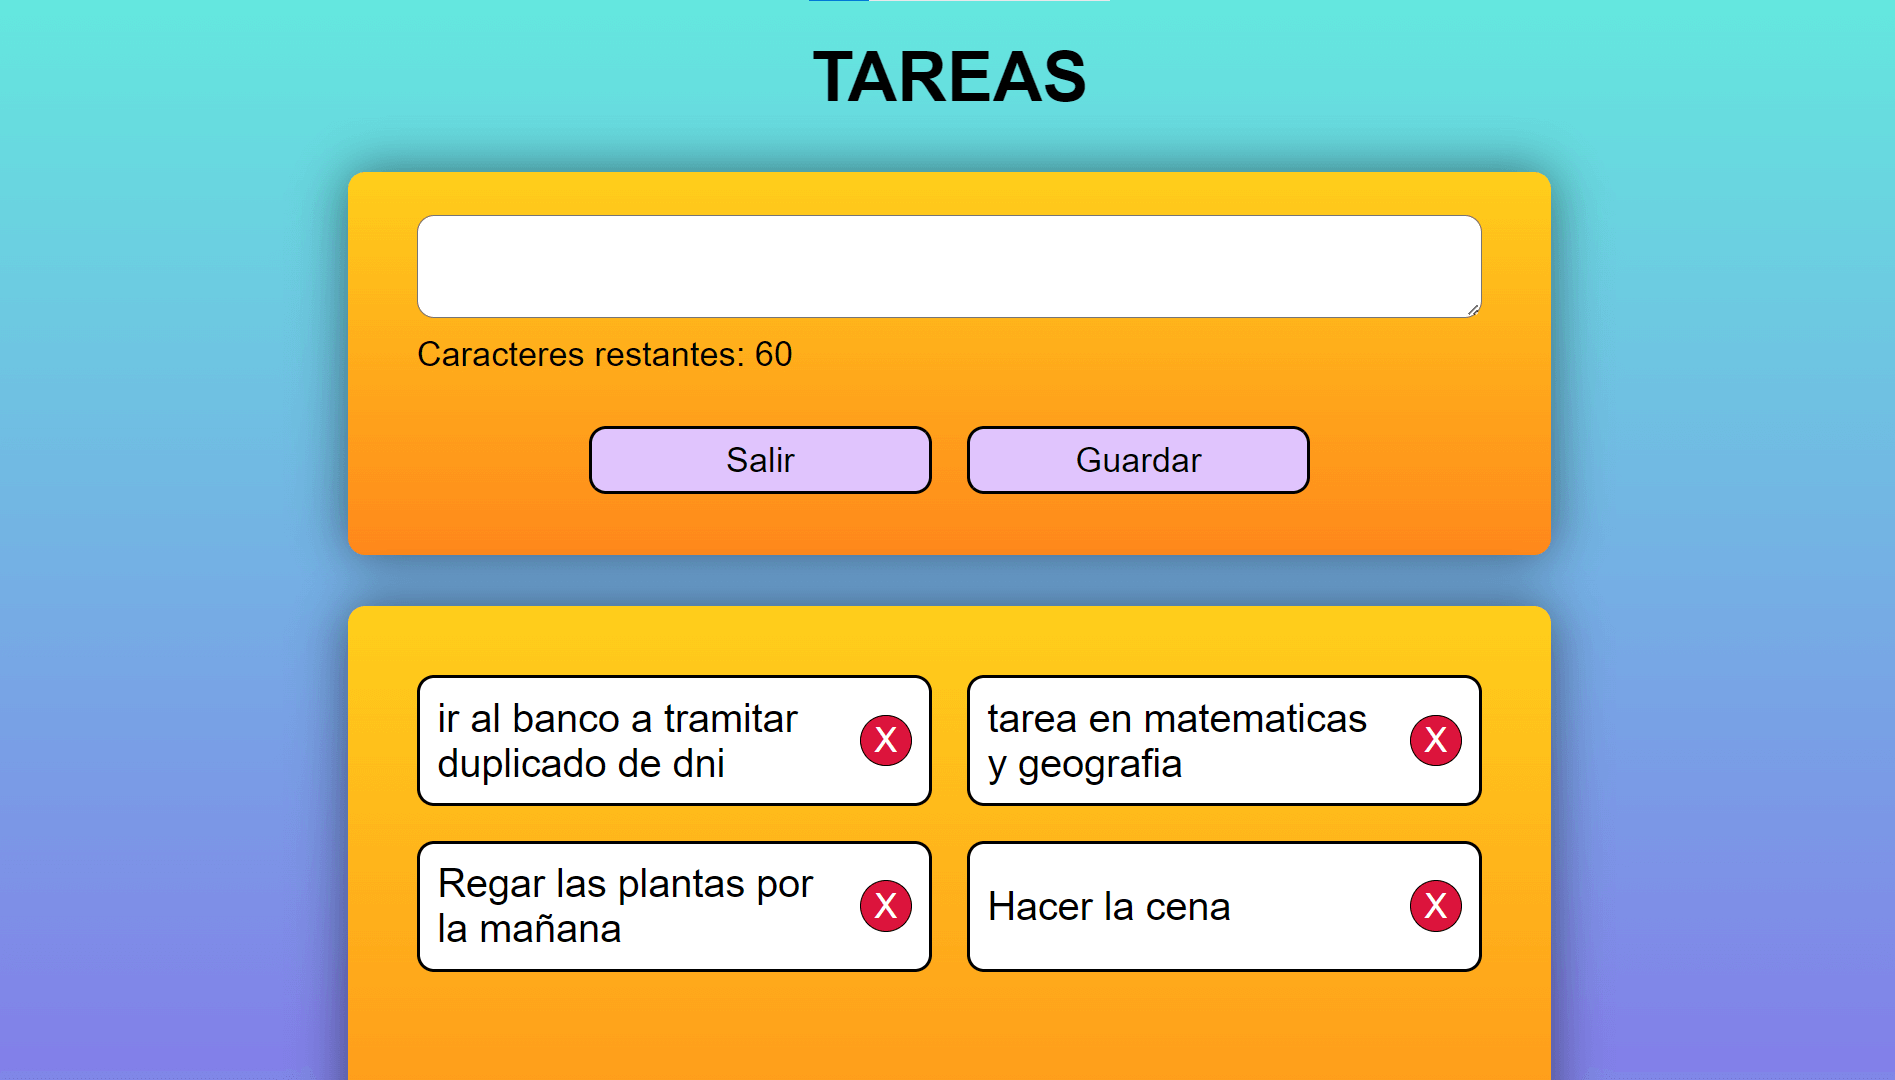 TAREAS
Caracteres restantes: 60
Salir
Guardar
ir al banco a tramitar
duplicado de dni
X
tarea en matematicas
y geografia
X
Regar las plantas por
la mañana
X
Hacer la cena
X